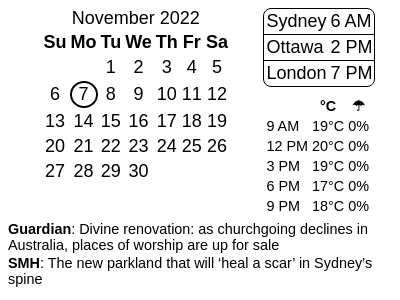 November 2022
Su Mo Tu We Th Fr Sa
1 2 3 4 5
6 7 8 9 10 11 12
13 14 15 16 17 18 19
20 21 22 23 24 25 26
27 28 29 30
Sydney 6 AM
Ottawa 2 PM
London 7 PM
°C ☂
9 AM 19°C 0%
12 PM 20°C 0%
3 PM 19°C 0%
6 PM 17°C 0%
9 PM 18°C 0%
Guardian: Divine renovation: as churchgoing declines in
Australia, places of worship are up for sale
SMH: The new parkland that will ‘heal a scar’ in Sydney’s
spine